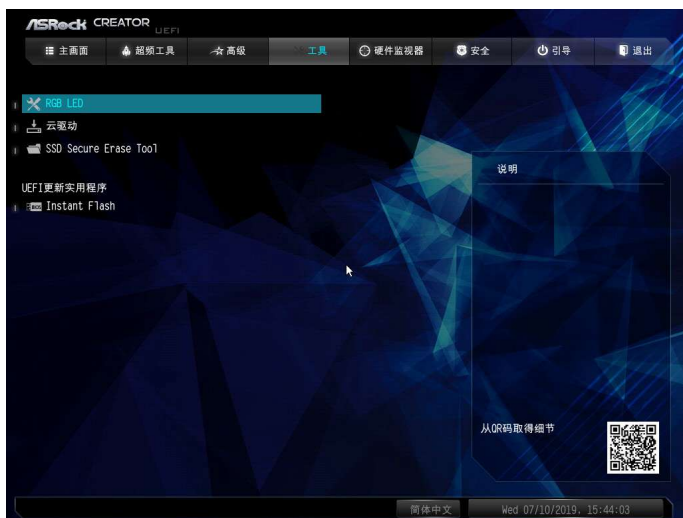 ASRock CREATOR UEFI
主画面 超频工具 高级 工具 硬件监视器 安全 引导 退出
RGB LED
云驱动
SSD Secure Erase Tool
说明
UEFI更新实用程序
Instant Flash
从QR码取得细节
简体中文 Wed 07/10/2019. 15:44:03